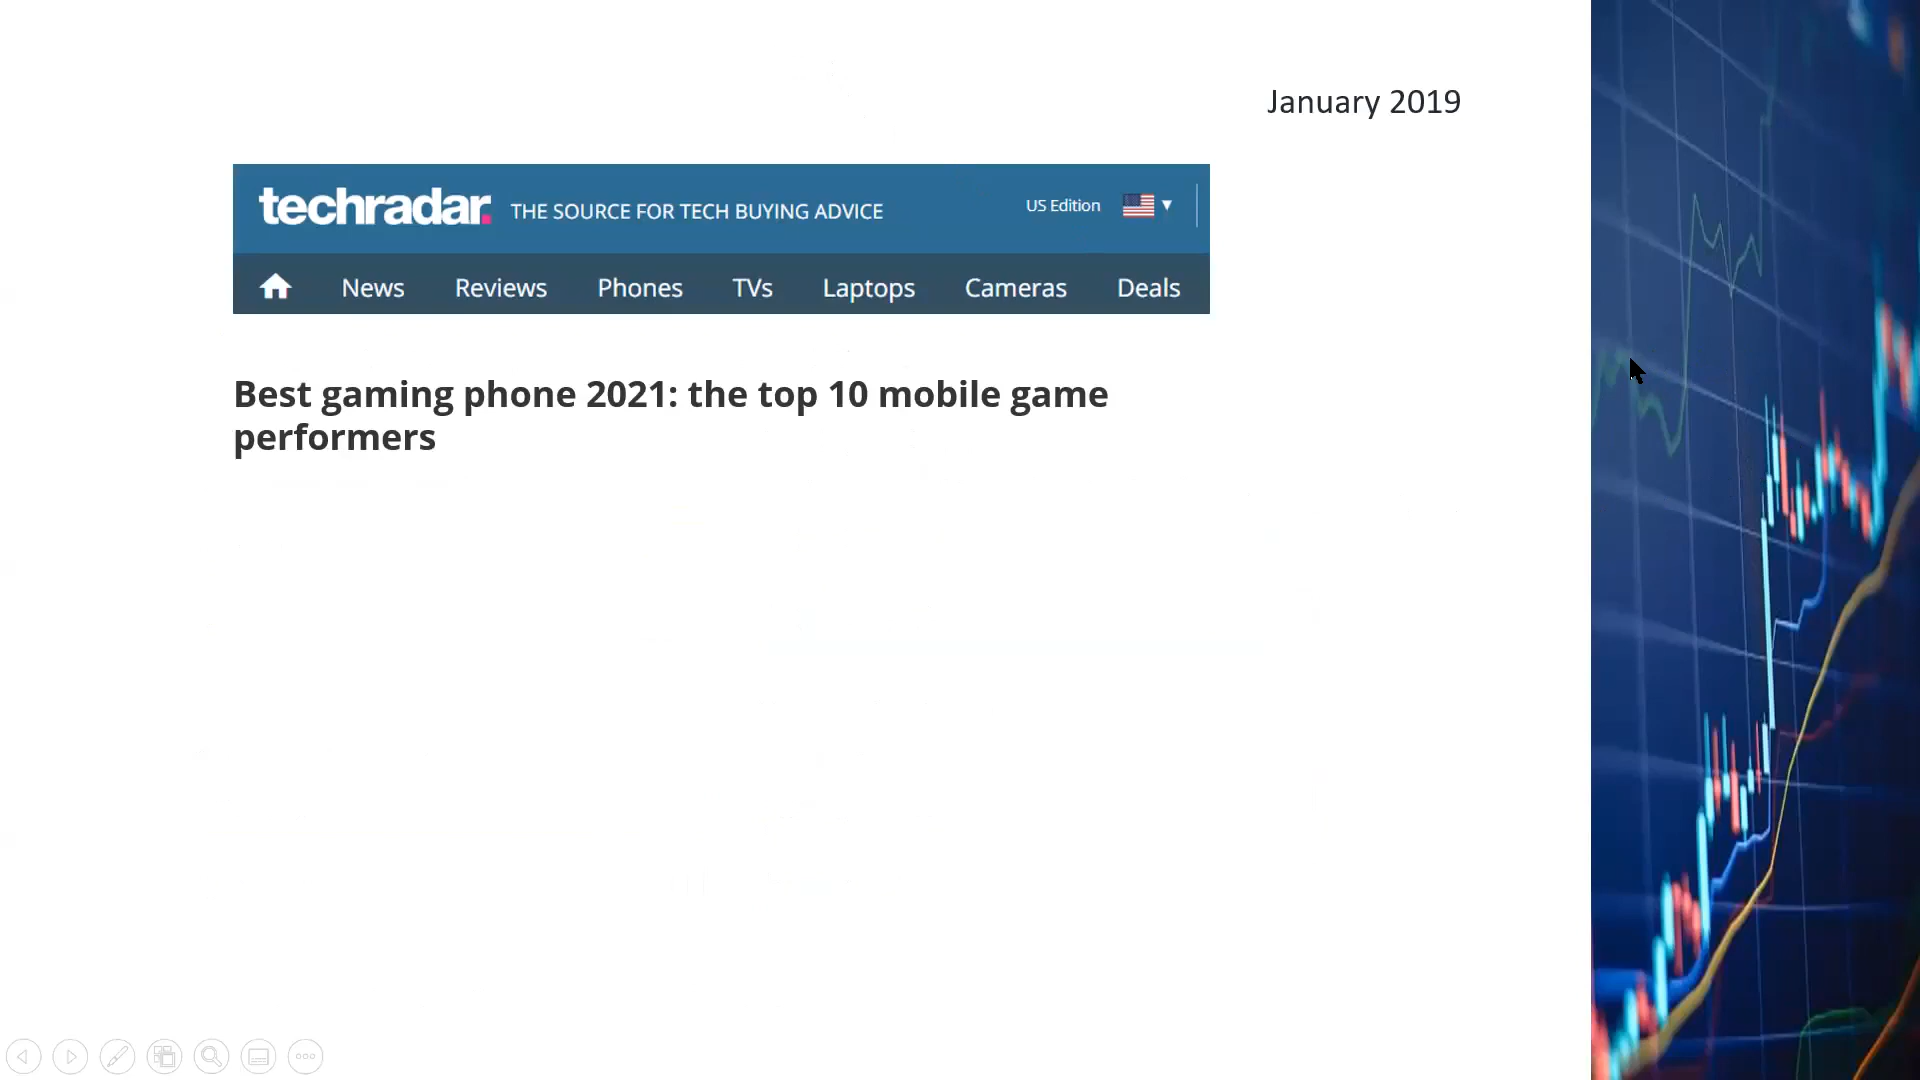 January 2019
techradar. THE SOURCE FOR TECH BUYING ADVICE US Edition
News Reviews Phones TVs Laptops Cameras Deals
Best gaming phone 2021: the top 10 mobile game
performers